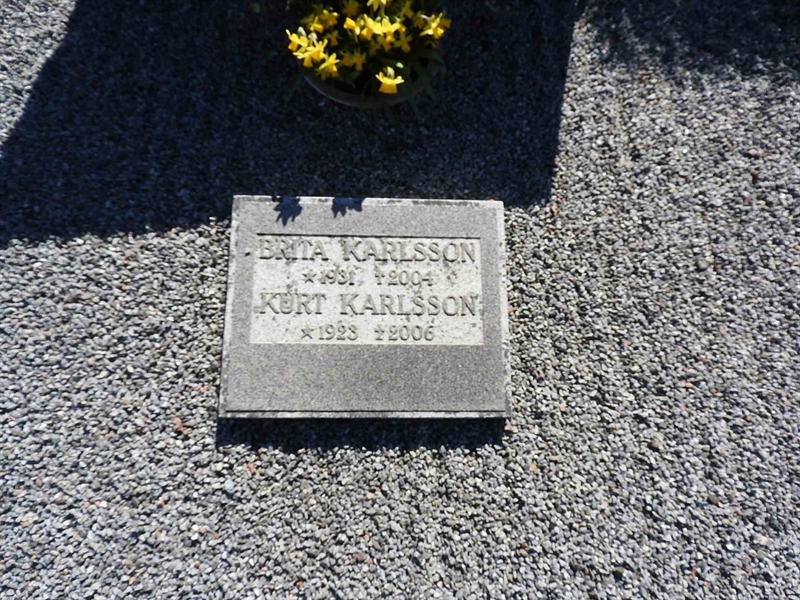 BRITA KARLSSON
★1931 ✝2004
KURT KARLSSON
★1923 ✝2006